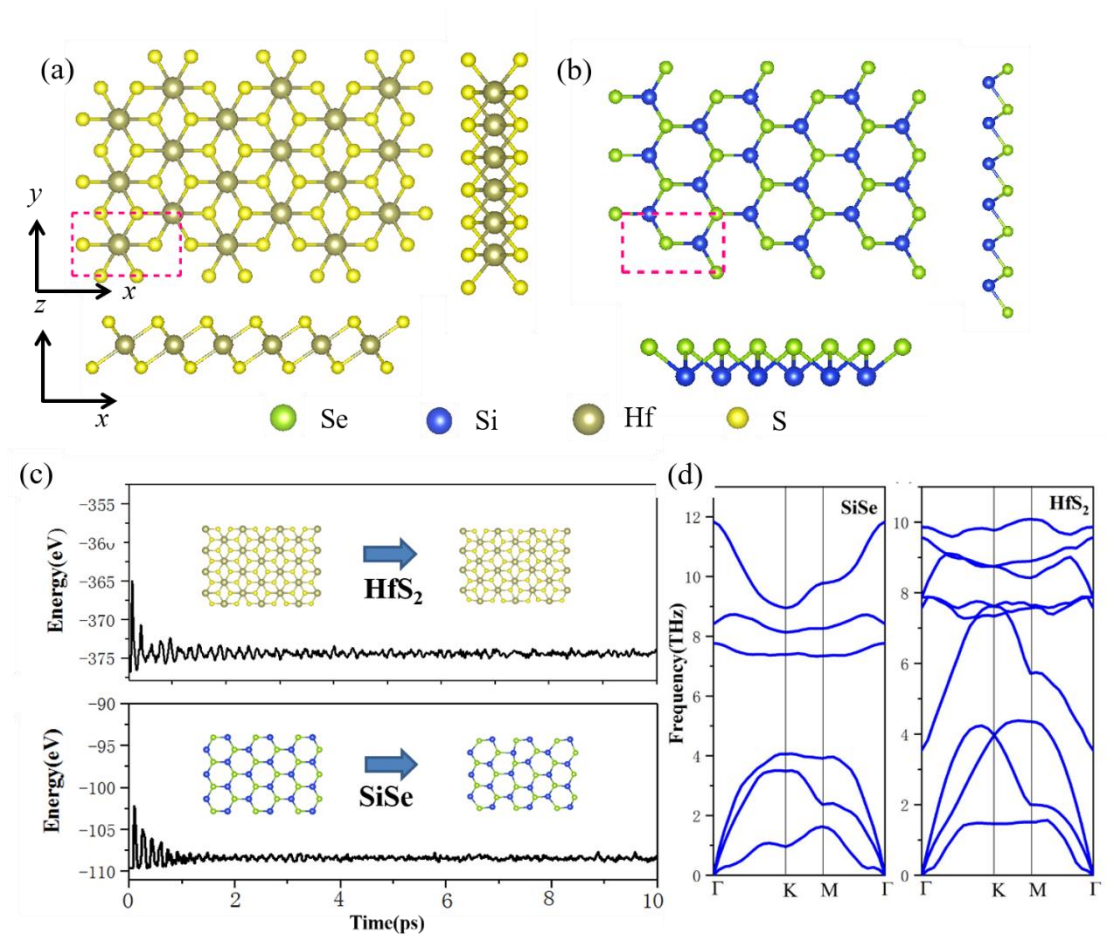 (a)
(b)
y
z
x
x
Se
Si
Hf
S
(c)
Energy(eV)
−355
−365
−370
−375
HfS2
Energy(eV)
−90
−95
−100
−105
−110
SiSe
0
2
4
6
8
10
Time(ps)
(d)
Frequency(THz)
SiSe
12
10
8
6
4
2
0
Γ
K
M
Γ
HfS2
10
8
6
4
2
0
Γ
K
M
Γ